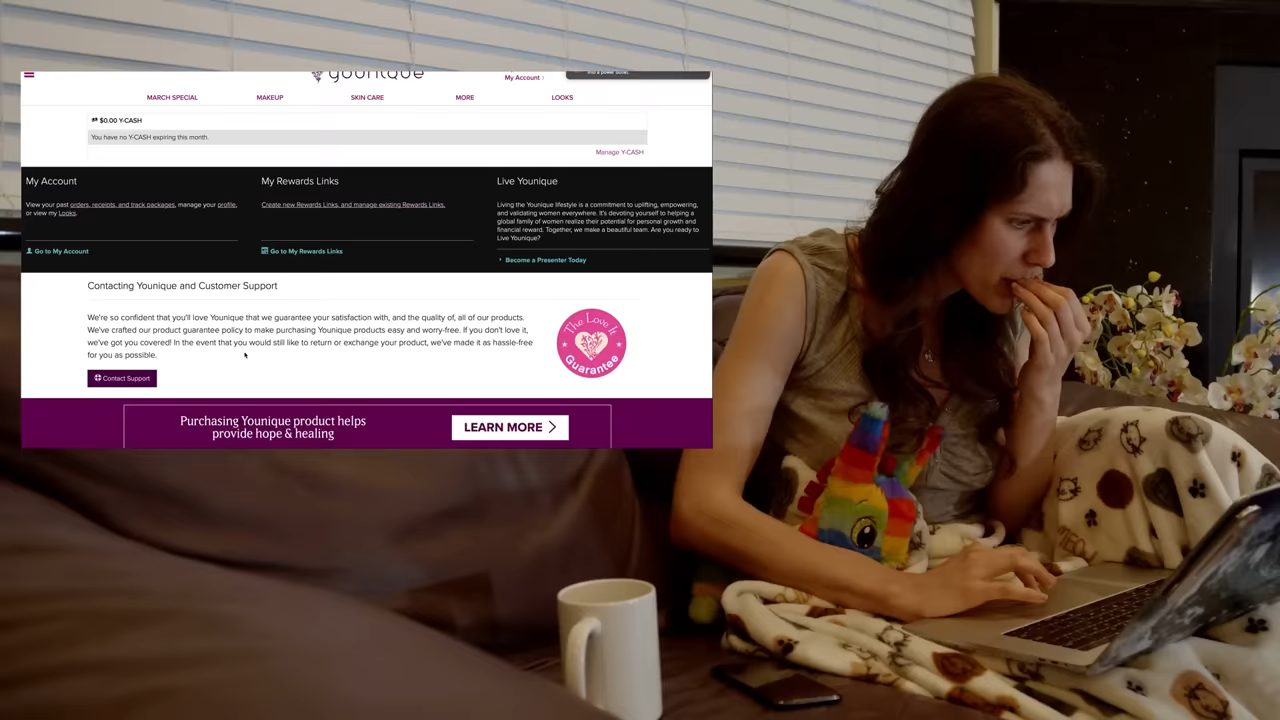 younique
My Account
MARCH SPECIAL
MAKEUP
SKIN CARE
MORE
LOOKS
$0.00 Y-CASH
You have no Y-CASH expiring this month.
Manage Y-CASH
My Account
View your past orders, receipts, and track packages, manage your profile,
or view my Looks.
Go to My Account
My Rewards Links
Create new Rewards Links, and manage existing Rewards Links.
Go to My Rewards Links
Live Younique
Living the Younique lifestyle is a commitment to uplifting, empowering,
and validating women everywhere. It's devoting yourself to helping a
global family of women realize their potential for personal growth and
financial reward. Together, we make a beautiful team. Are you ready to
Live Younique?
Become a Presenter Today
Contacting Younique and Customer Support
We're so confident that you'll love Younique that we guarantee your satisfaction with, and the quality of, all of our products.
We've crafted our product guarantee policy to make purchasing Younique products easy and worry-free. If you don't love it,
we've got you covered! In the event that you would still like to return or exchange your product, we've made it as hassle-free
for you as possible.
Contact Support
The Love It
Guarantee
Purchasing Younique product helps
provide hope & healing
LEARN MORE
MEOW